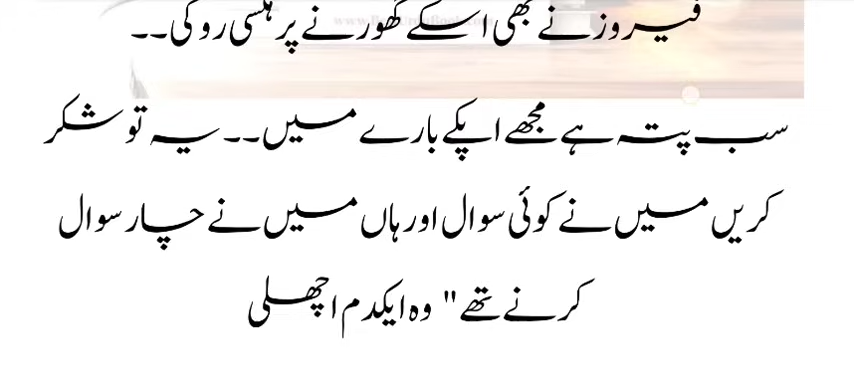 فیروز نے بھی اسکے گھورنے پر ہنسی روکی۔۔
سب پتہ ہے مجھے اپکے بارے میں۔۔ یہ تو شکر
کریں میں نے کوئی سوال اور ہاں میں نے چار سوال
کرنے تھے" وہ ایکدم اچھلی